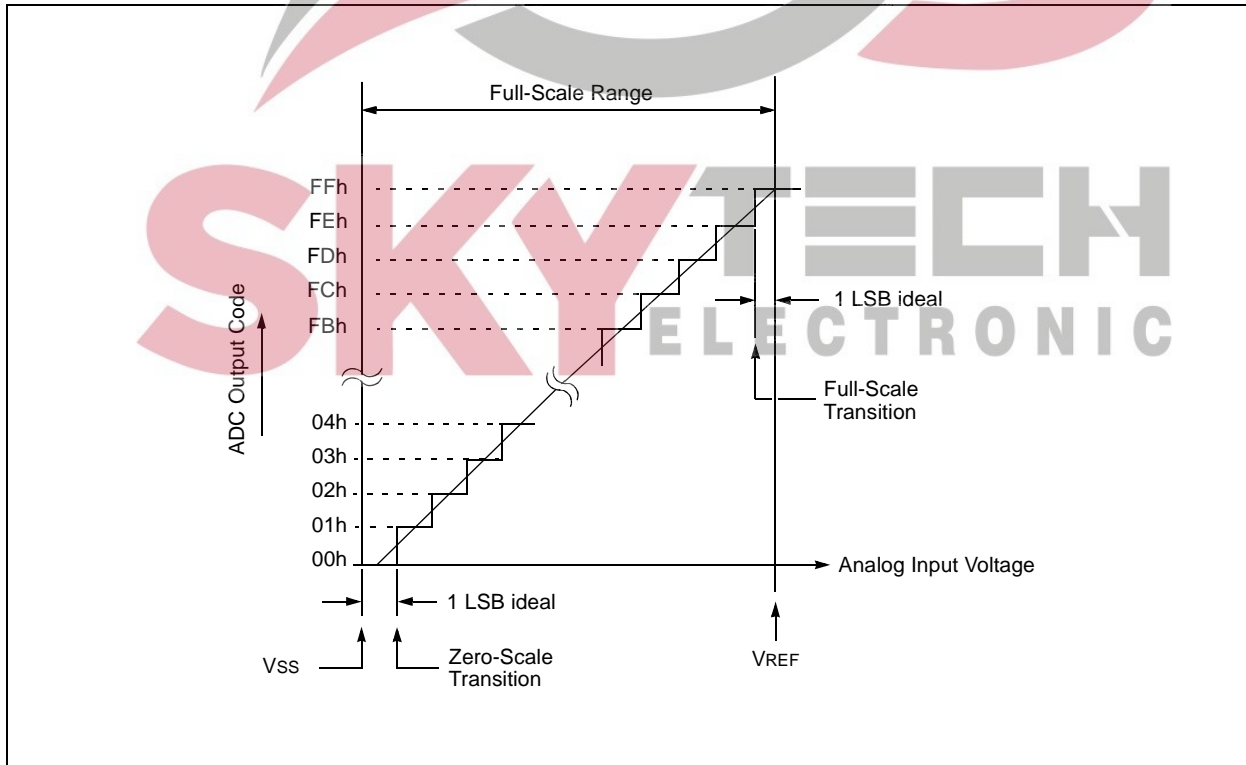 Full-Scale Range
FFh
FEh
FDh
FCh
FBh
ADC Output Code
1 LSB ideal
Full-Scale
Transition
04h
03h
02h
01h
00h
Analog Input Voltage
1 LSB ideal
VSS
Zero-Scale
Transition
VREF
SKYTECH
ELECTRONIC